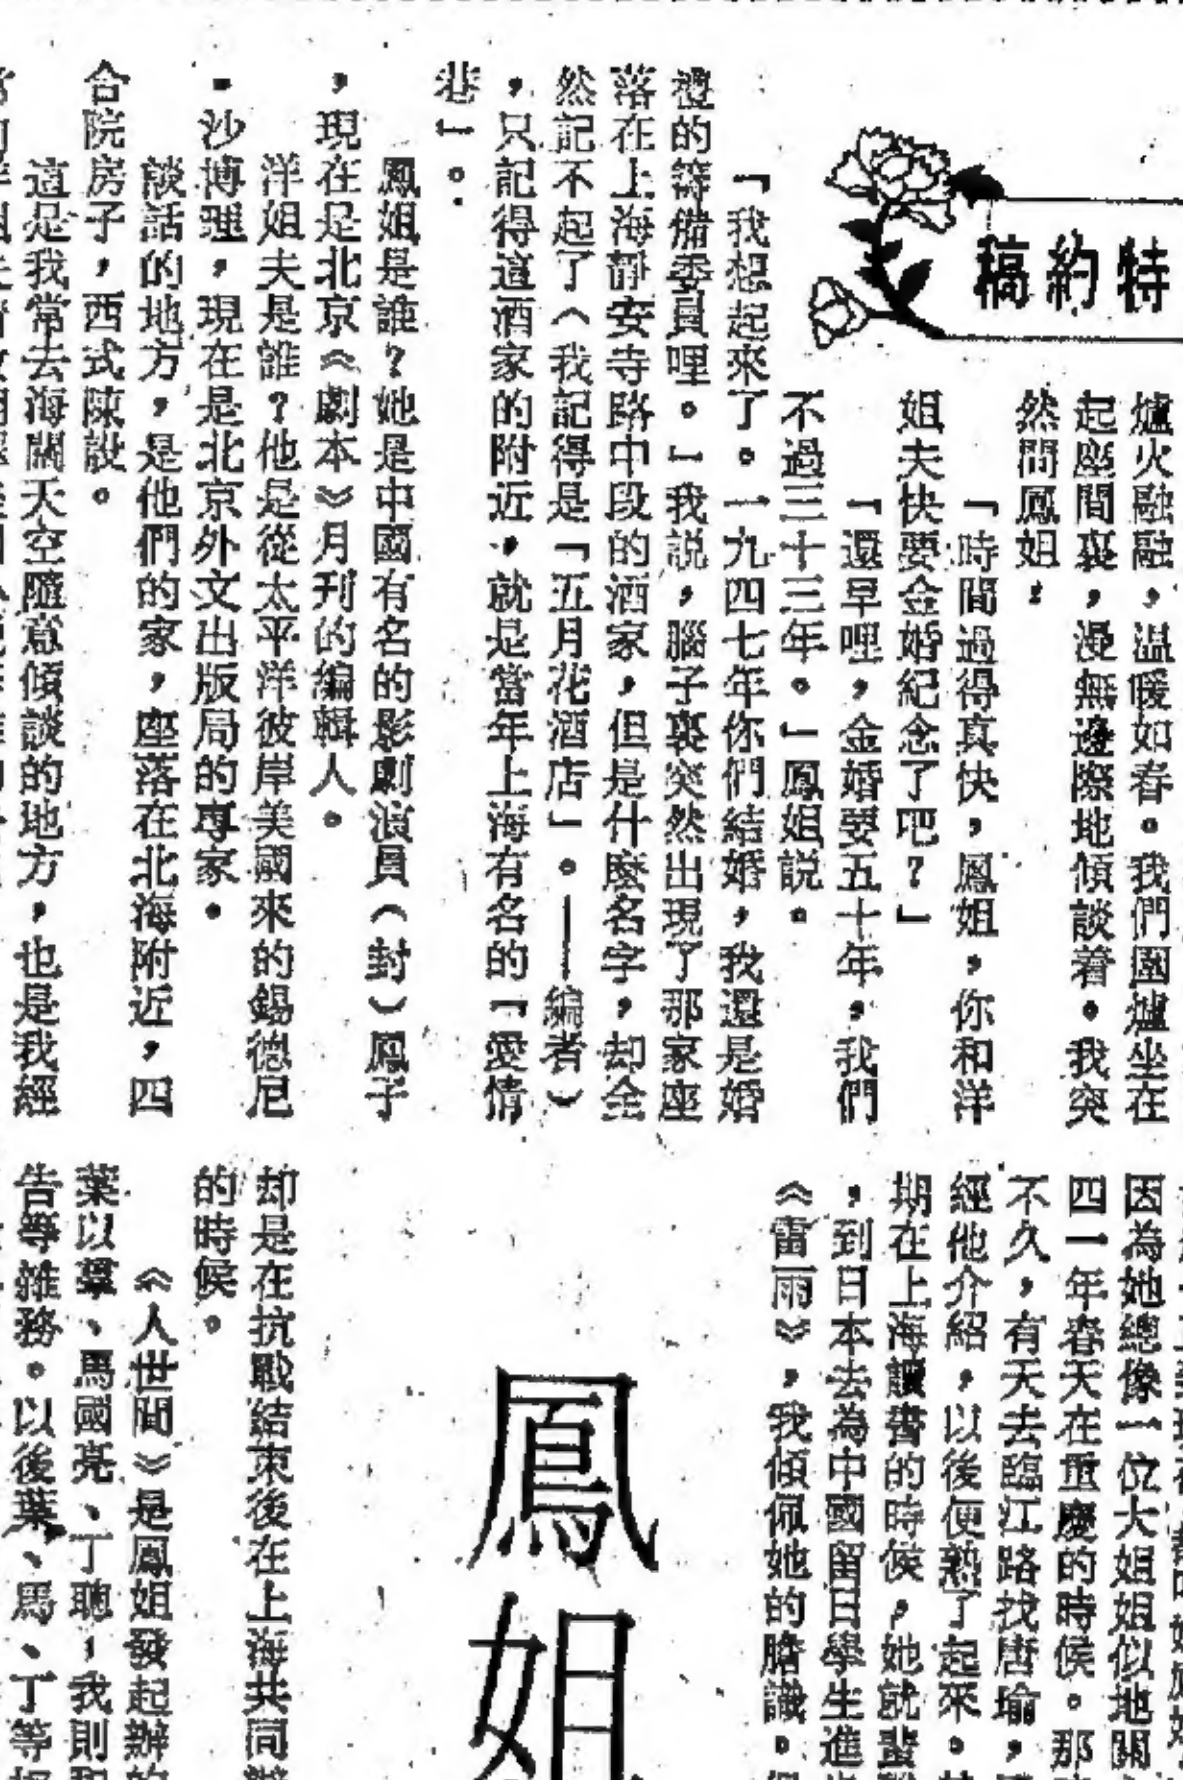 特約稿
爐火融融，温暖如春。我們圍爐坐在
起座間裏，漫無邊際地傾談着。我突
然問鳳姐：
「時間過得真快，鳳姐，你和洋
姐夫快要金婚紀念了吧？」
「還早哩，金婚要五十年，我們
不過三十三年。」鳳姐説。
「我想起來了。一九四七年你們結婚，我還是婚
禮的籌備委員哩。」我説，腦子裏突然出現了那家座
落在上海靜安寺路中段的酒家，但是什麼名字，却全
然記不起了（我記得是「五月花酒店」。——編者）
，只記得這酒家的附近，就是當年上海有名的「愛情
巷」。
鳳姐是誰？她是中國有名的影劇演員（封）鳳子
，現在是北京《劇本》月刊的編輯人。
洋姐夫是誰？他是從太平洋彼岸美國來的錫德尼
·沙博理，現在是北京外文出版局的專家。
談話的地方，是他們的家，座落在北海附近，四
合院房子，西式陳設。
這是我常去海闊天空隨意傾談的地方，也是我經
因為她總像一位大姐姐似地關
四一年春天在重慶的時候。那
不久，有天去臨江路找唐瑜，
經他介紹，以後便熟了起來。
期在上海讀書的時候，她就蜚
，到日本去為中國留日學生進
《雷雨》，我傾佩她的膽識。
鳳姐
却是在抗戰結束後在上海共同辦
的時候。
《人世間》是鳳姐發起辦的
葉以羣、馬國亮、丁聰，我則
告等雜務。以後葉、馬、丁等